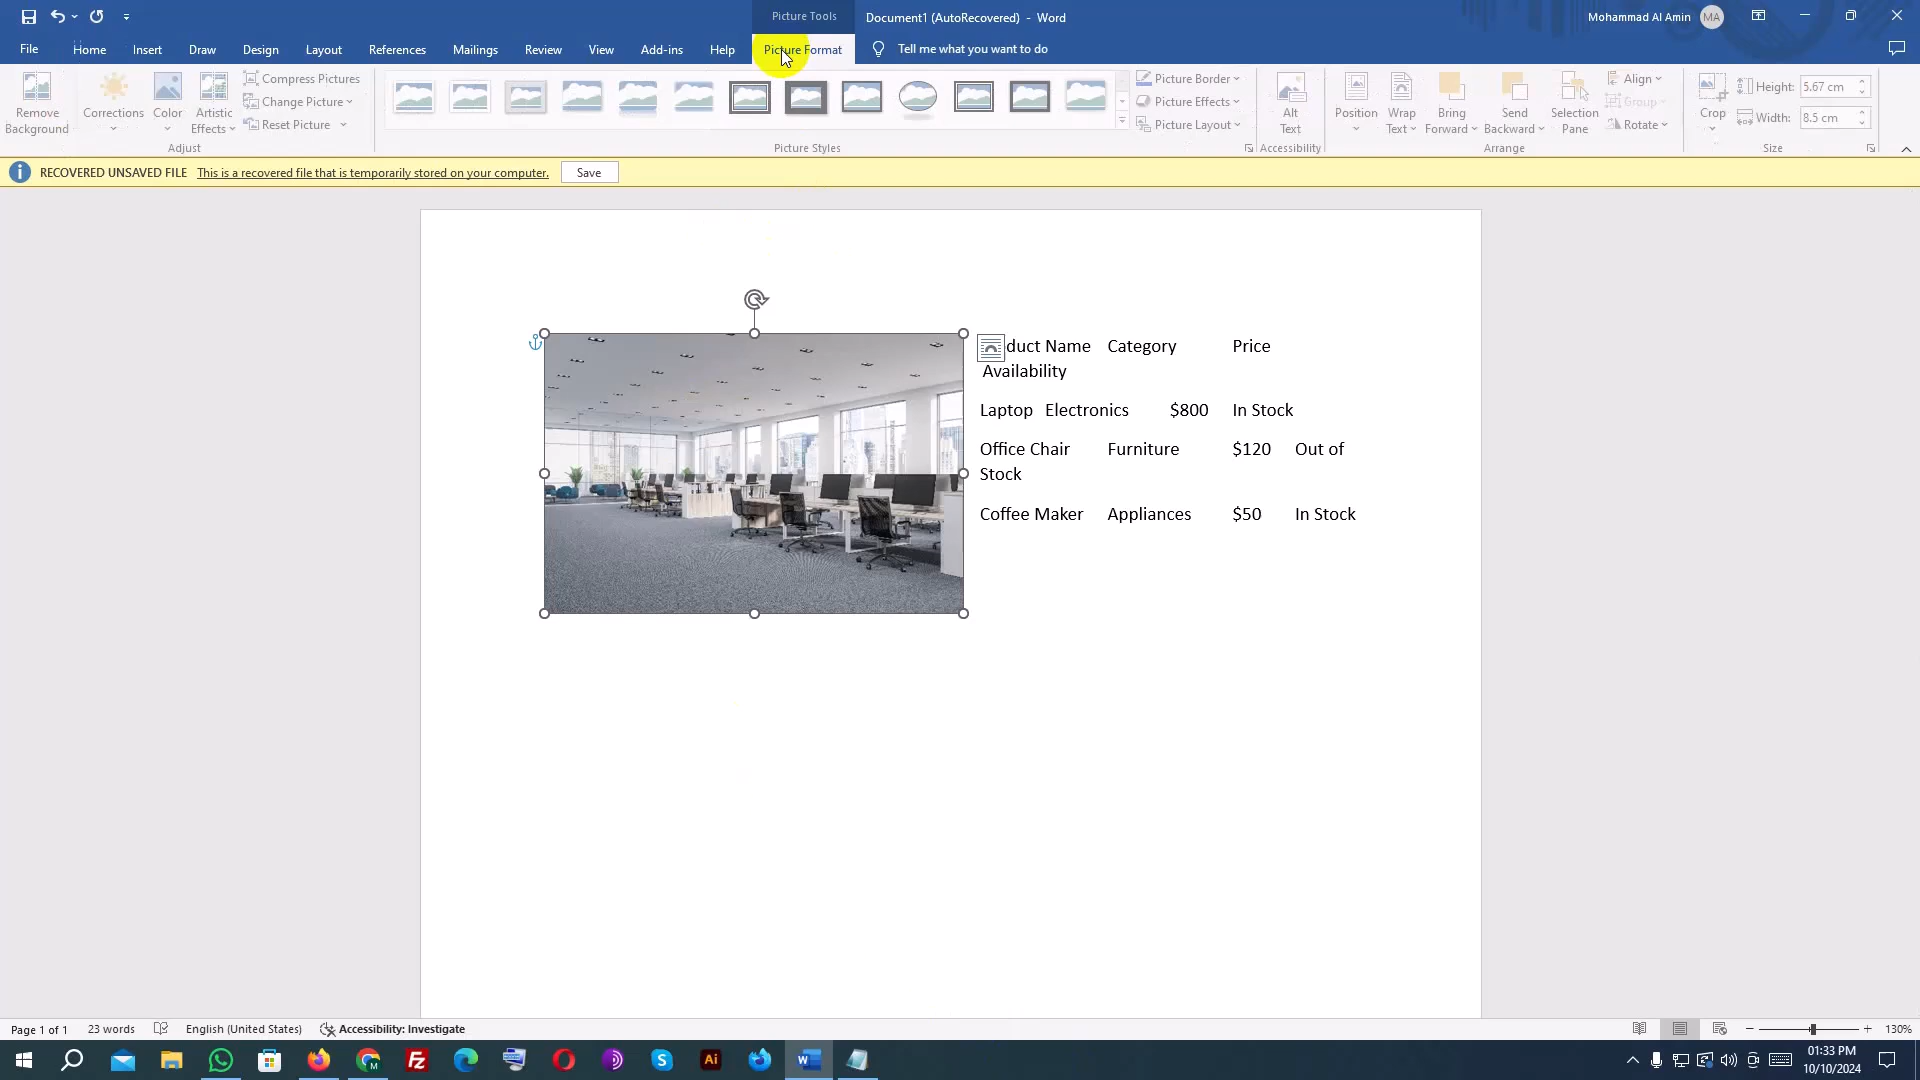 Picture Tools
Document1 (AutoRecovered) - Word
Mohammad Al Amin
MA
File
Home
Insert
Draw
Design
Layout
References
Mailings
Review
View
Add-ins
Help
Picture Format
Tell me what you want to do
Remove
Background
Corrections
Color
Artistic
Effects
Compress Pictures
Change Picture
Reset Picture
Adjust
Picture Styles
Picture Border
Picture Effects
Picture Layout
Alt
Text
Accessibility
Position
Wrap
Text
Bring
Forward
Send
Backward
Selection
Pane
Align
Group
Rotate
Arrange
Crop
Height: 5.67 cm
Width: 8.5 cm
Size
RECOVERED UNSAVED FILE This is a recovered file that is temporarily stored on your computer. Save
duct Name Category Price
Availability
Laptop Electronics $800 In Stock
Office Chair Furniture $120 Out of
Stock
Coffee Maker Appliances $50 In Stock
Page 1 of 1 23 words English (United States) Accessibility: Investigate
130%
M
Fz
S
Ai
W
01:33 PM
10/10/2024